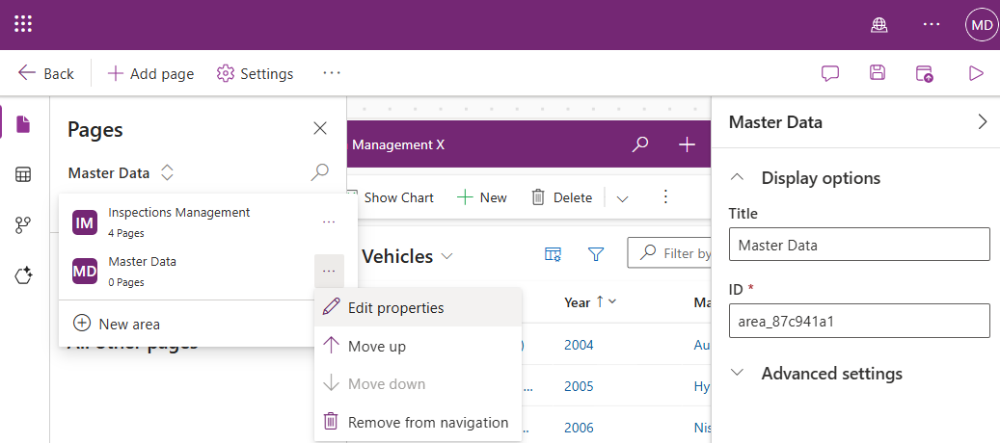 MD
Back
Add page
Settings
Pages
Master Data
IM
Inspections Management
4 Pages
MD
Master Data
0 Pages
New area
All other pages
Edit properties
Move up
Move down
Remove from navigation
Management X
Show Chart
New
Delete
Vehicles
Filter by
Year
Ma
2004
Au
...
2005
Hy
...
2006
Nis
Master Data
Display options
Title
Master Data
ID *
area_87c941a1
Advanced settings